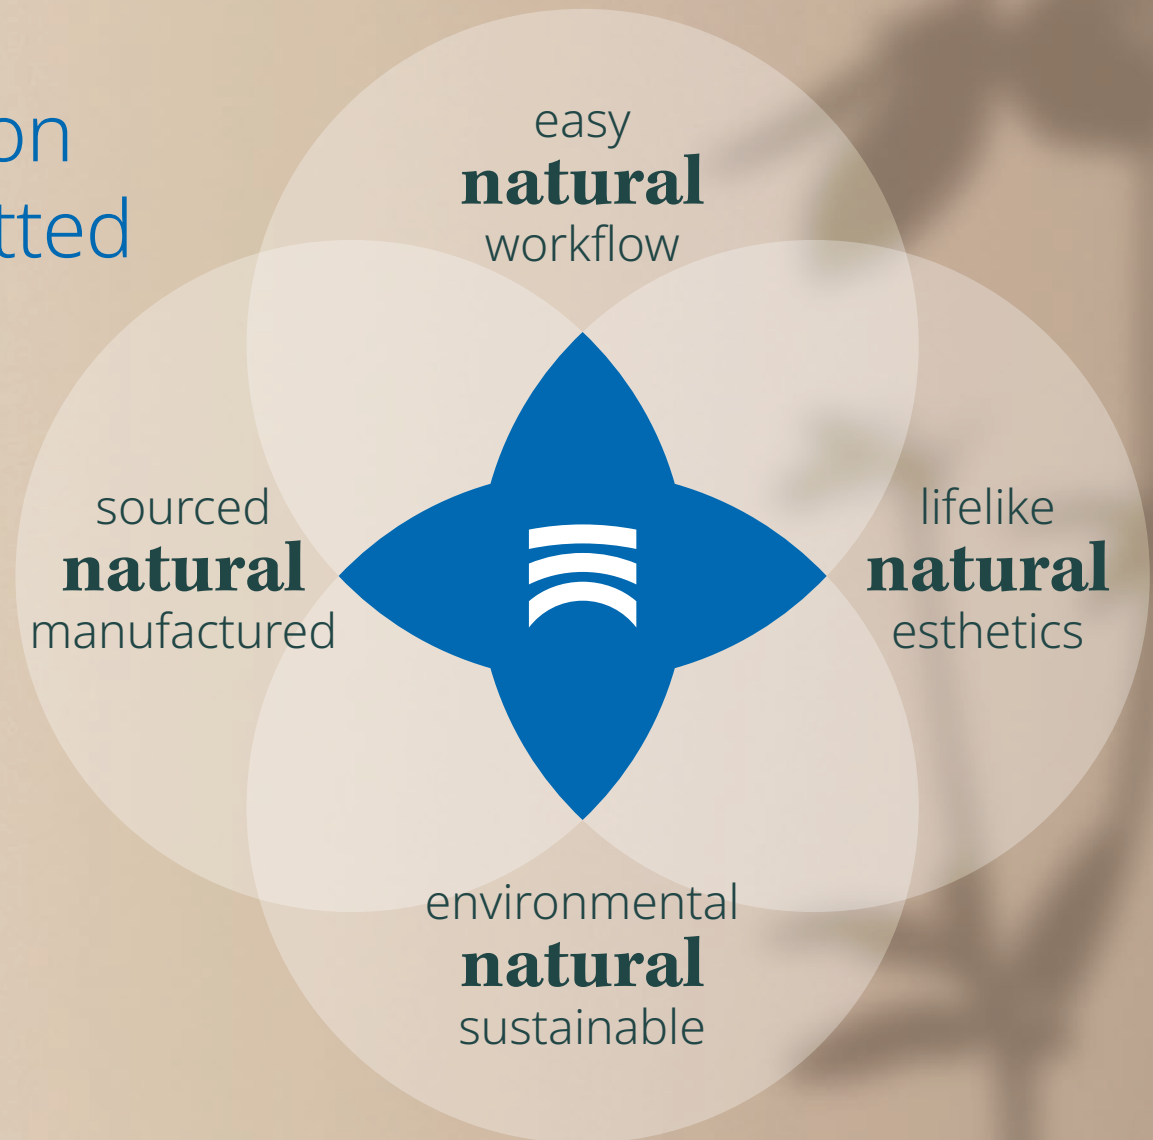 on
tted
easy
natural
workflow
sourced
natural
manufactured
lifelike
natural
esthetics
environmental
natural
sustainable